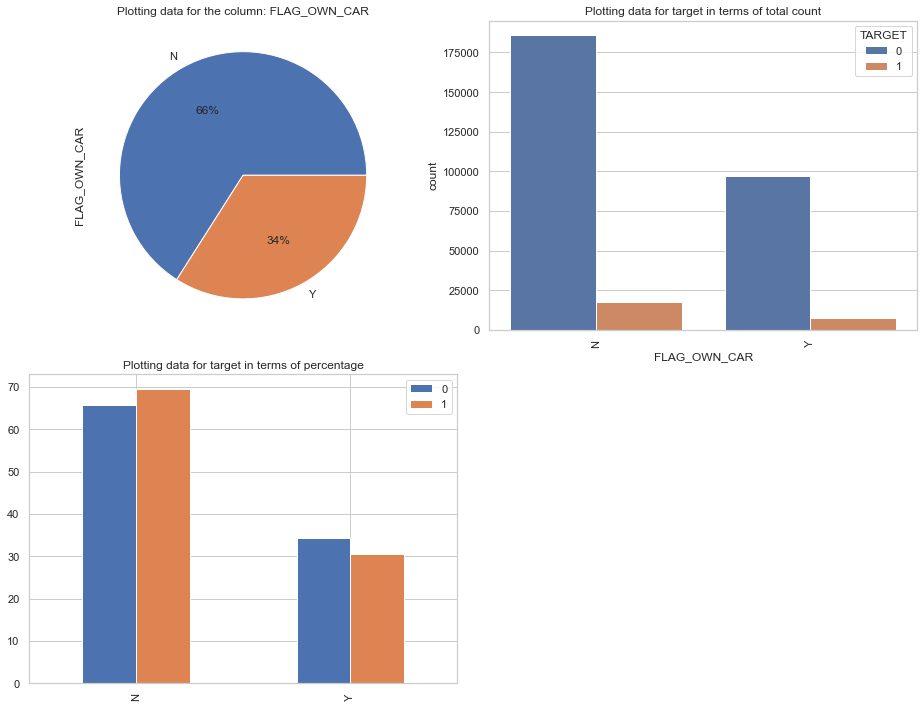 Plotting data for the column: FLAG_OWN_CAR
FLAG_OWN_CAR
N
66%
34%
Y
Plotting data for target in terms of total count
TARGET
0
1
count
175000
150000
125000
100000
75000
50000
25000
0
N
Y
FLAG_OWN_CAR
Plotting data for target in terms of percentage
0
1
70
60
50
40
30
20
10
0
N
Y